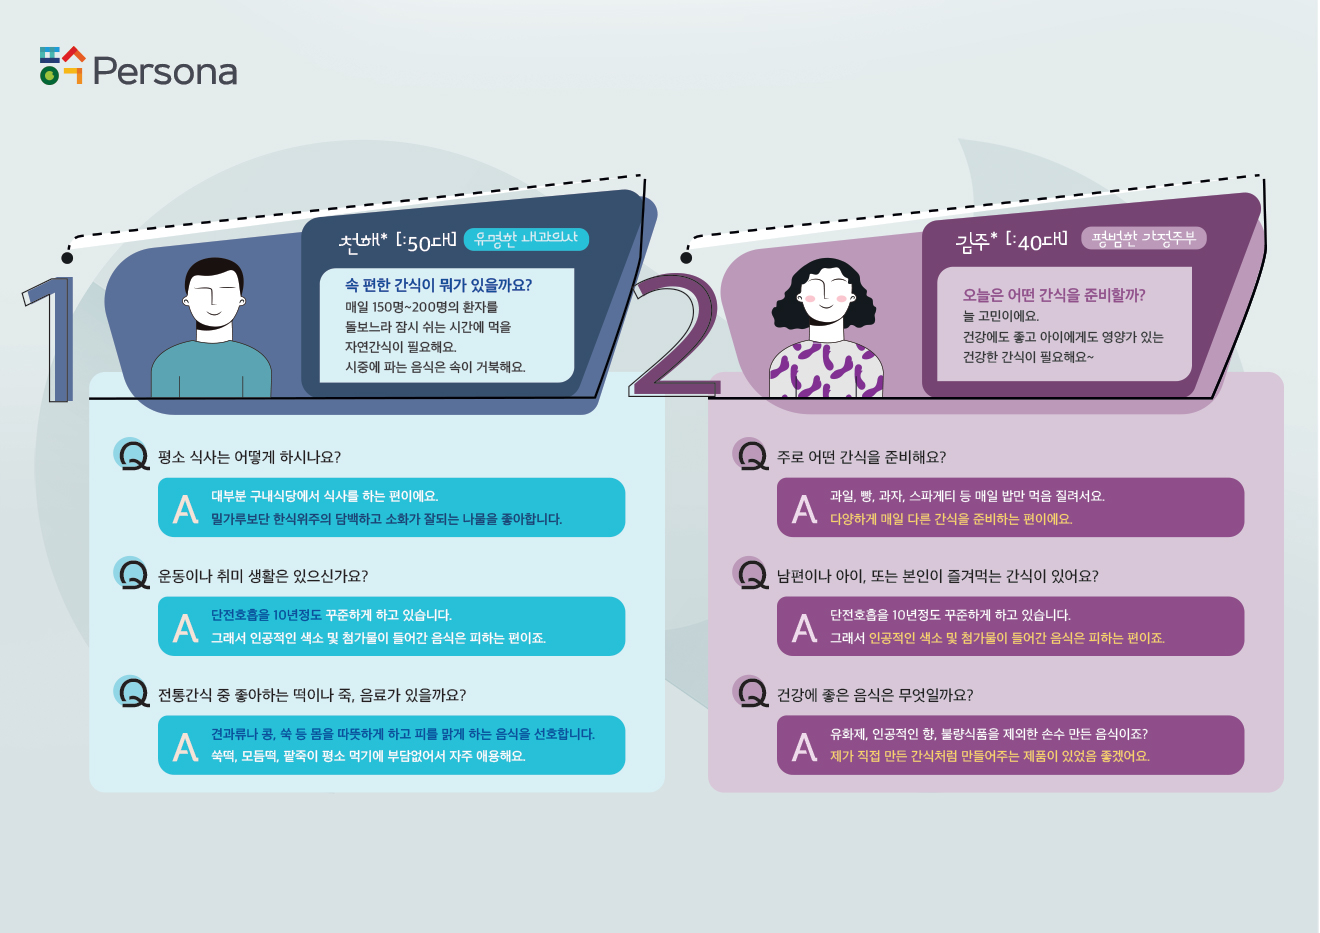 폼식 Persona
1
천해* [:50대] 유명한 내과의사
속 편한 간식이 뭐가 있을까요?
매일 150명~200명의 환자를
돌보느라 잠시 쉬는 시간에 먹을
자연간식이 필요해요.
시중에 파는 음식은 속이 거북해요.
Q 평소 식사는 어떻게 하시나요?
A 대부분 구내식당에서 식사를 하는 편이에요.
밀가루보단 한식위주의 담백하고 소화가 잘되는 나물을 좋아합니다.
Q 운동이나 취미 생활은 있으신가요?
A 단전호흡을 10년정도 꾸준하게 하고 있습니다.
그래서 인공적인 색소 및 첨가물이 들어간 음식은 피하는 편이죠.
Q 전통간식 중 좋아하는 떡이나 죽, 음료가 있을까요?
A 견과류나 콩, 쑥 등 몸을 따뜻하게 하고 피를 맑게 하는 음식을 선호합니다.
쑥떡, 모듬떡, 팥죽이 평소 먹기에 부담없어서 자주 애용해요.
2
김주* [:40대] 평범한 가정주부
오늘은 어떤 간식을 준비할까?
늘 고민이에요.
건강에도 좋고 아이에게도 영양가 있는
건강한 간식이 필요해요~
Q 주로 어떤 간식을 준비해요?
A 과일, 빵, 과자, 스파게티 등 매일 밥만 먹음 질려서요.
다양하게 매일 다른 간식을 준비하는 편이에요.
Q 남편이나 아이, 또는 본인이 즐겨먹는 간식이 있어요?
A 단전호흡을 10년정도 꾸준하게 하고 있습니다.
그래서 인공적인 색소 및 첨가물이 들어간 음식은 피하는 편이죠.
Q 건강에 좋은 음식은 무엇일까요?
A 유화제, 인공적인 향, 불량식품을 제외한 손수 만든 음식이죠?
제가 직접 만든 간식처럼 만들어주는 제품이 있었음 좋겠어요.